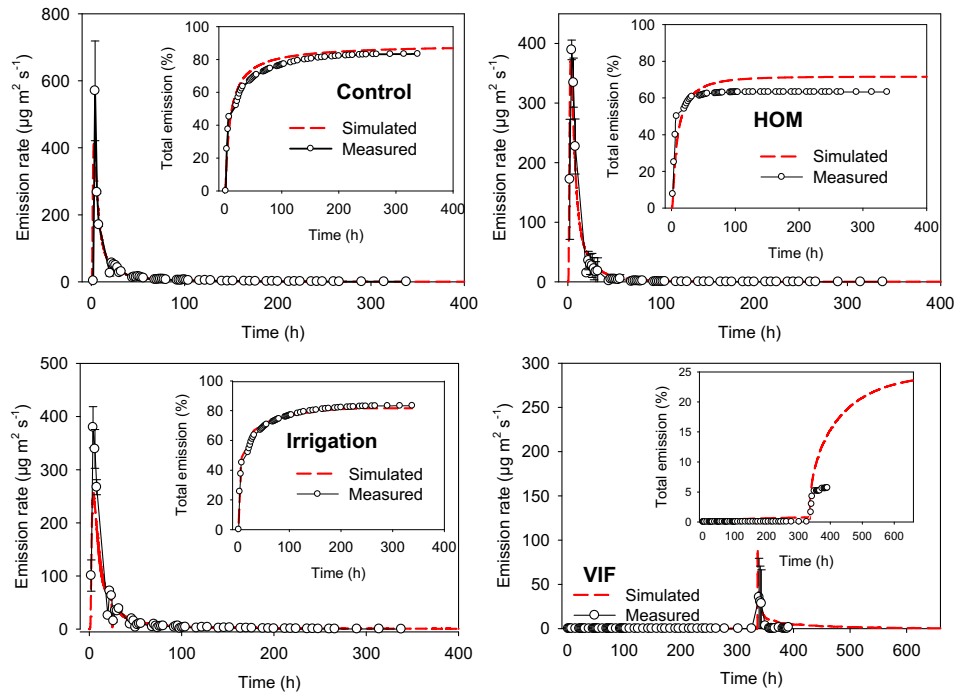 800
600
400
200
0
Emission rate (µg m² s⁻¹)
0 100 200 300 400
Time (h)
100
80
60
40
20
0
Total emission (%)
0 100 200 300 400
Time (h)
Control
Simulated
Measured
400
300
200
100
0
Emission rate (µg m² s⁻¹)
0 100 200 300 400
Time (h)
100
80
60
40
20
0
Total emission (%)
0 100 200 300 400
Time (h)
HOM
Simulated
Measured
500
400
300
200
100
0
Emission rate (µg m² s⁻¹)
0 100 200 300 400
Time (h)
100
80
60
40
20
0
Total emission (%)
0 100 200 300 400
Time (h)
Irrigation
Simulated
Measured
300
250
200
150
100
50
0
Emission rate (µg m² s⁻¹)
0 100 200 300 400 500 600
Time (h)
25
20
15
10
5
0
Total emission (%)
0 100 200 300 400 500 600
Time (h)
VIF
Simulated
Measured